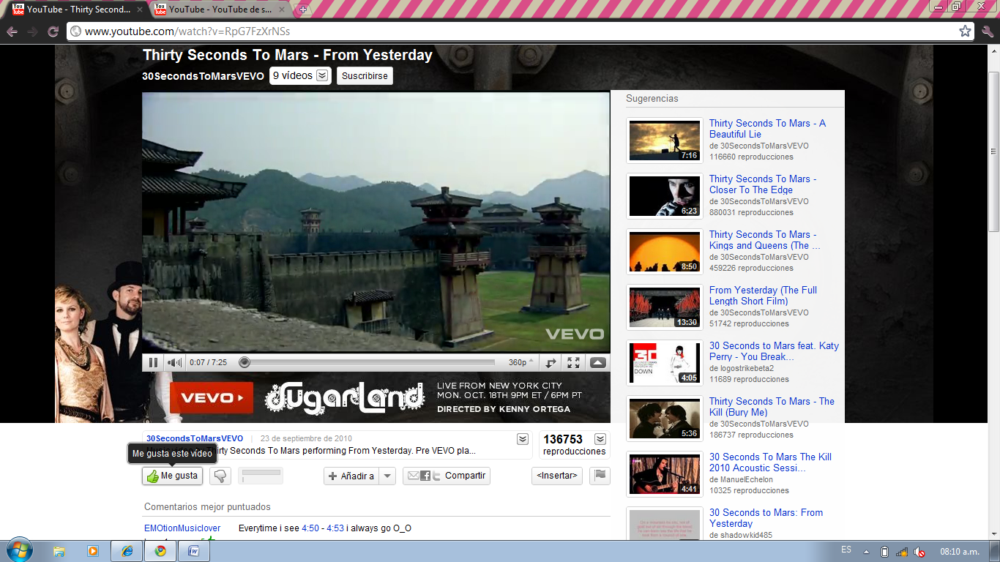 YouTube - Thirty Second...
YouTube - YouTube de s...
www.youtube.com/watch?v=RpG7FzXrNSs
Thirty Seconds To Mars - From Yesterday
30SecondsToMarsVEVO 9 vídeos Suscribirse
VEVO
0:07 / 7:25 360p
VEVO
sugarland
LIVE FROM NEW YORK CITY
MON. OCT. 18TH 9PM ET / 6PM PT
DIRECTED BY KENNY ORTEGA
30SecondsToMarsVEVO | 23 de septiembre de 2010
Thirty Seconds To Mars performing From Yesterday. Pre VEVO pla...
136753
reproducciones
Me gusta este vídeo
Me gusta
Añadir a
Compartir
<Insertar>
Comentarios mejor puntuados
EMOtionMusiclover Everytime i see 4:50 - 4:53 i always go O_O
Sugerencias
Thirty Seconds To Mars - A
Beautiful Lie
de 30SecondsToMarsVEVO
116660 reproducciones
7:16
Thirty Seconds To Mars -
Closer To The Edge
de 30SecondsToMarsVEVO
880031 reproducciones
6:23
Thirty Seconds To Mars -
Kings and Queens (The ...
de 30SecondsToMarsVEVO
459226 reproducciones
8:50
From Yesterday (The Full
Length Short Film)
de 30SecondsToMarsVEVO
51742 reproducciones
13:30
30 Seconds to Mars feat. Katy
Perry - You Break...
de logostrikebeta2
11689 reproducciones
30
DOWN
4:05
Thirty Seconds To Mars - The
Kill (Bury Me)
de 30SecondsToMarsVEVO
186737 reproducciones
5:36
30 Seconds To Mars The Kill
2010 Acoustic Sessi...
de ManuelEchelon
10325 reproducciones
4:41
30 Seconds to Mars: From
Yesterday
de shadowkid485
ES
08:10 a.m.